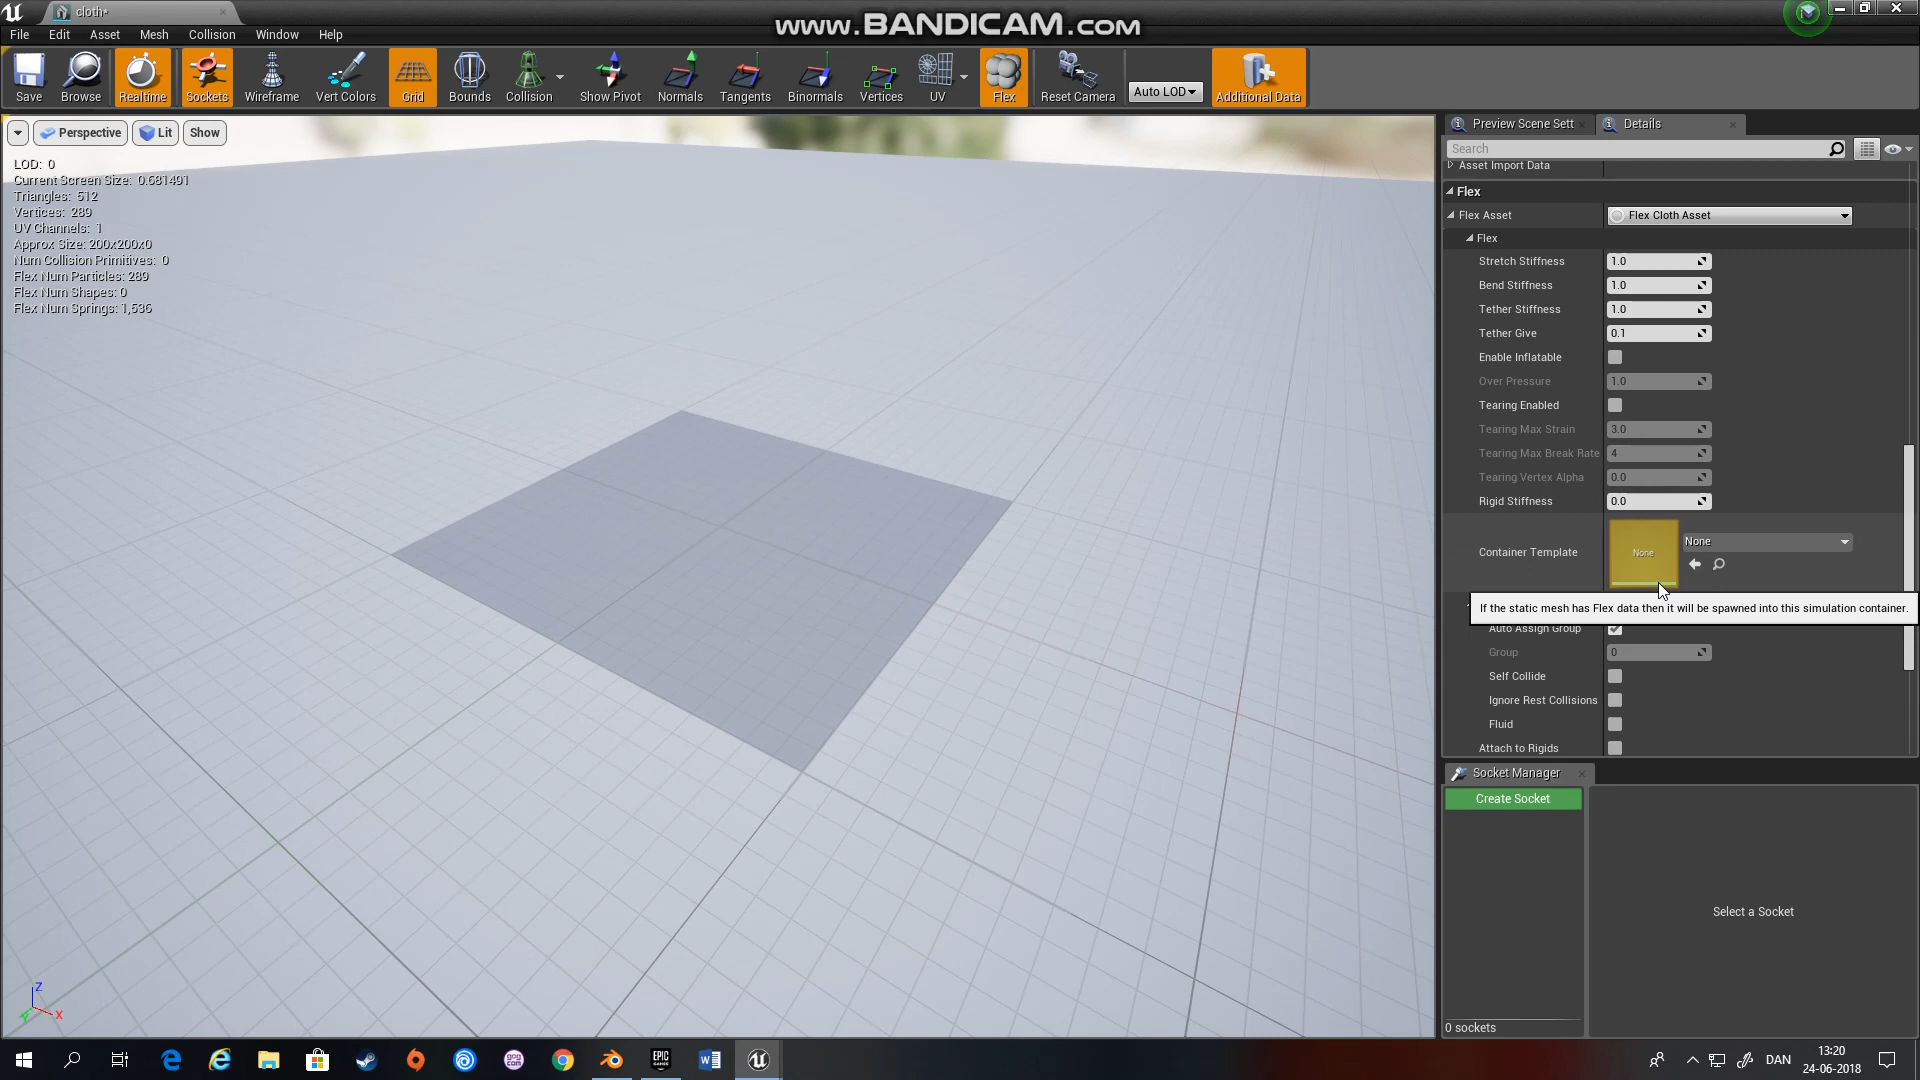 cloth*
www.BANDICAM.com
File Edit Asset Mesh Collision Window Help
Save Browse Realtime Sockets Wireframe Vert Colors Grid Bounds Collision Show Pivot Normals Tangents Binormals Vertices UV Flex Reset Camera Auto LOD Additional Data
Perspective Lit Show
LOD: 0
Current Screen Size: 0.681491
Triangles: 512
Vertices: 289
UV Channels: 1
Approx Size: 200x200x0
Num Collision Primitives: 0
Flex Num Particles: 289
Flex Num Shapes: 0
Flex Num Springs: 1,536
Z
X
Preview Scene Sett Details
Search
Asset Import Data
Flex
Flex Asset Flex Cloth Asset
Flex
Stretch Stiffness 1.0
Bend Stiffness 1.0
Tether Stiffness 1.0
Tether Give 0.1
Enable Inflatable
Over Pressure 1.0
Tearing Enabled
Tearing Max Strain 3.0
Tearing Max Break Rate 4
Tearing Vertex Alpha 0.0
Rigid Stiffness 0.0
Container Template None None
If the static mesh has Flex data then it will be spawned into this simulation container.
Auto Assign Group
Group 0
Self Collide
Ignore Rest Collisions
Fluid
Attach to Rigids
Socket Manager
Create Socket
Select a Socket
0 sockets
GOG.COM
EPIC GAMES
DAN
13:20
24-06-2018